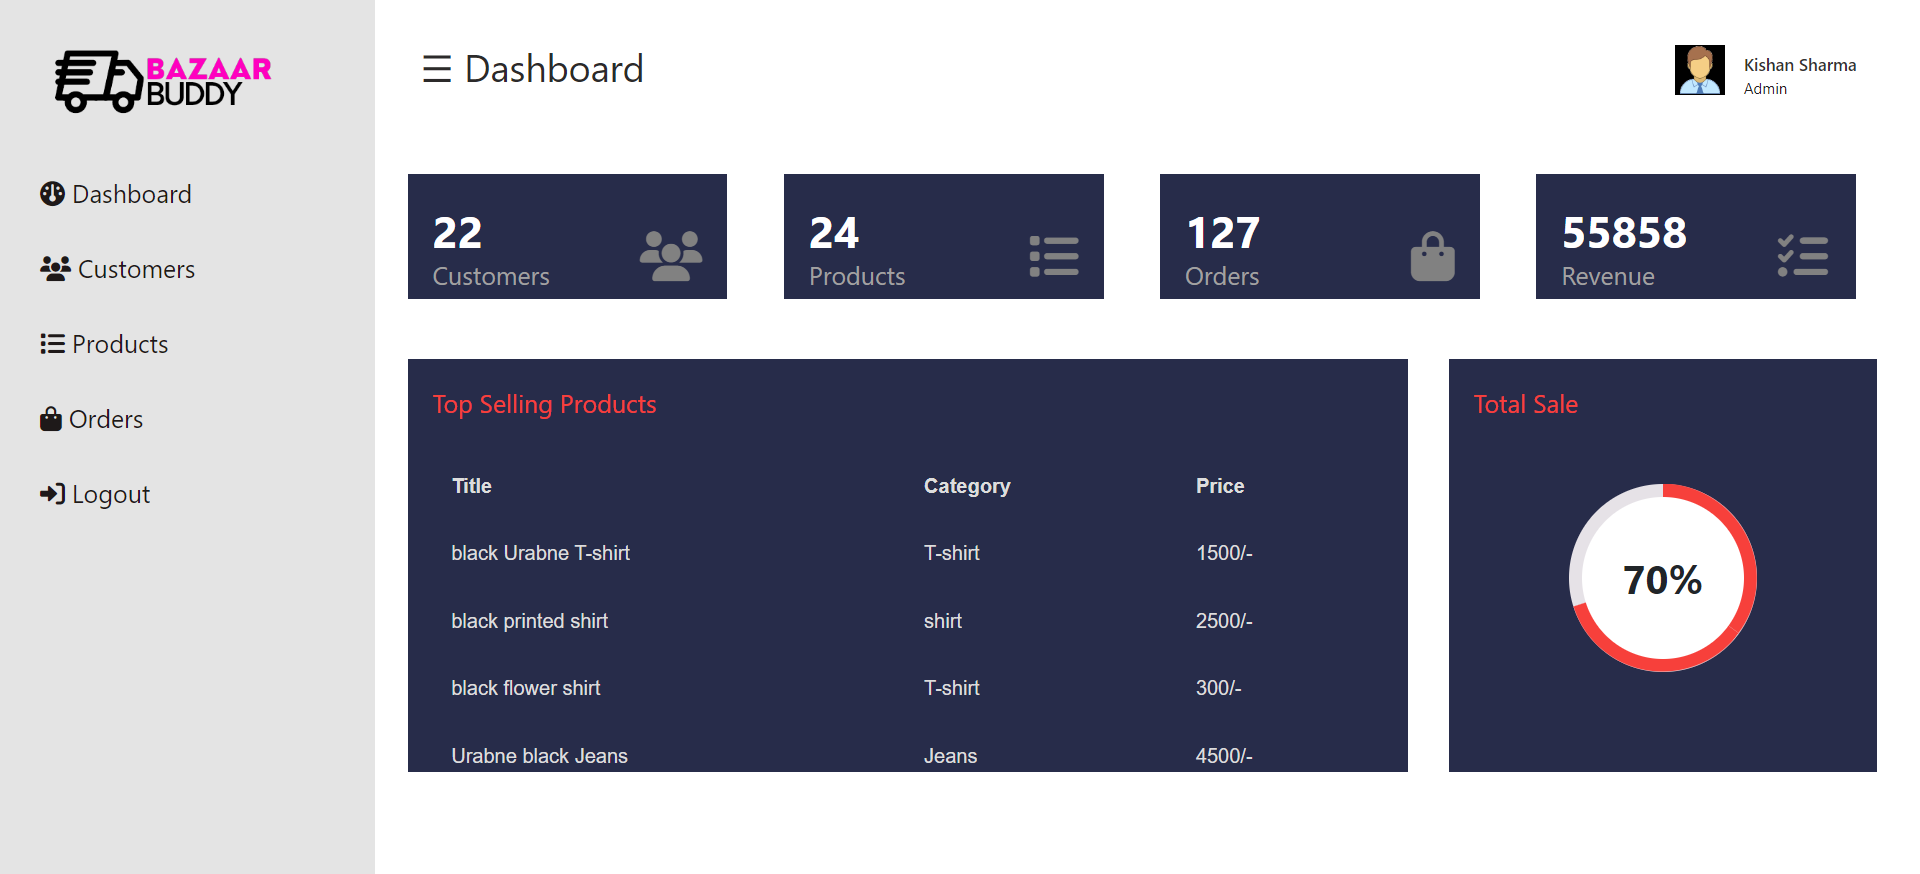 BAZAAR
BUDDY
Dashboard
Customers
Products
Orders
Logout
Dashboard
Kishan Sharma
Admin
22
Customers
24
Products
127
Orders
55858
Revenue
Top Selling Products
Title Category Price
black Urabne T-shirt T-shirt 1500/-
black printed shirt shirt 2500/-
black flower shirt T-shirt 300/-
Urabne black Jeans Jeans 4500/-
Total Sale
70%